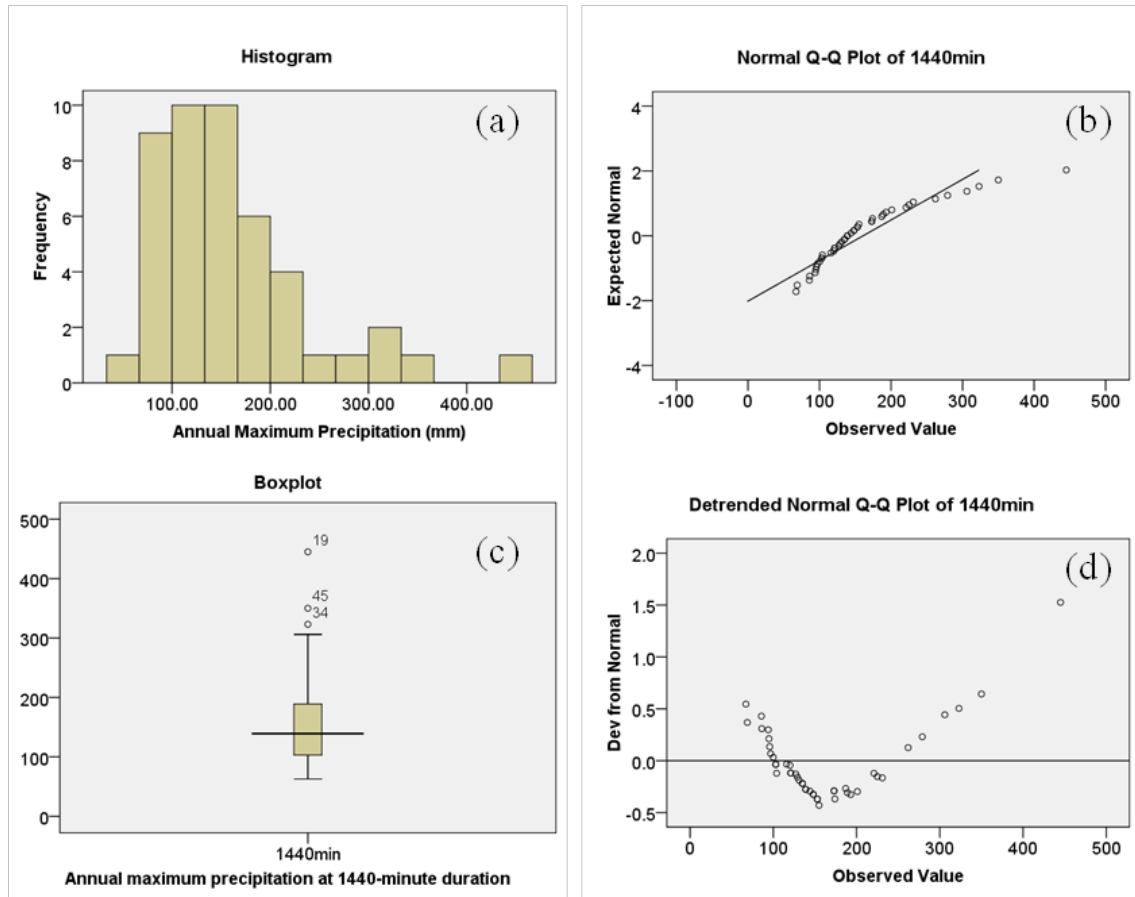 Histogram
(a)
10
8
6
4
2
0
Frequency
100.00 200.00 300.00 400.00
Annual Maximum Precipitation (mm)
Normal Q-Q Plot of 1440min
(b)
4
2
0
-2
-4
Expected Normal
-100 0 100 200 300 400 500
Observed Value
Boxplot
(c)
500
400
300
200
100
0
19
45
34
1440min
Annual maximum precipitation at 1440-minute duration
Detrended Normal Q-Q Plot of 1440min
(d)
2.0
1.5
1.0
0.5
0.0
-0.5
Dev from Normal
0 100 200 300 400 500
Observed Value